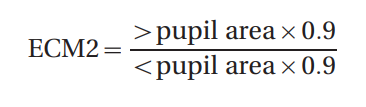 ECM2 = >pupil area × 0.9
<pupil area × 0.9